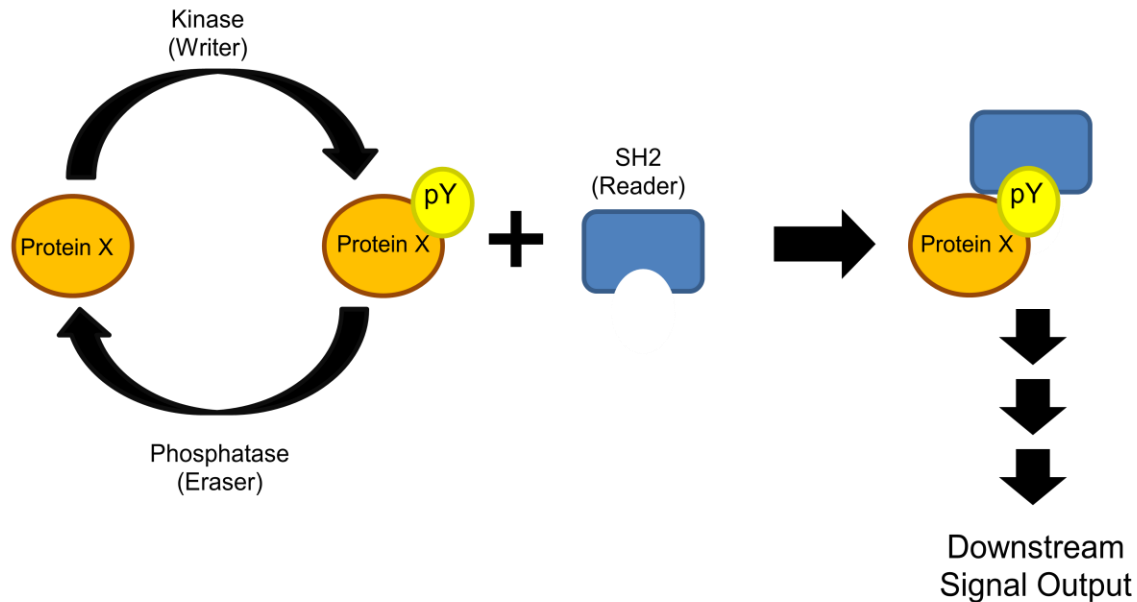 Kinase
(Writer)
Protein X
Protein X
pY
SH2
(Reader)
Protein X
pY
Phosphatase
(Eraser)
Downstream
Signal Output